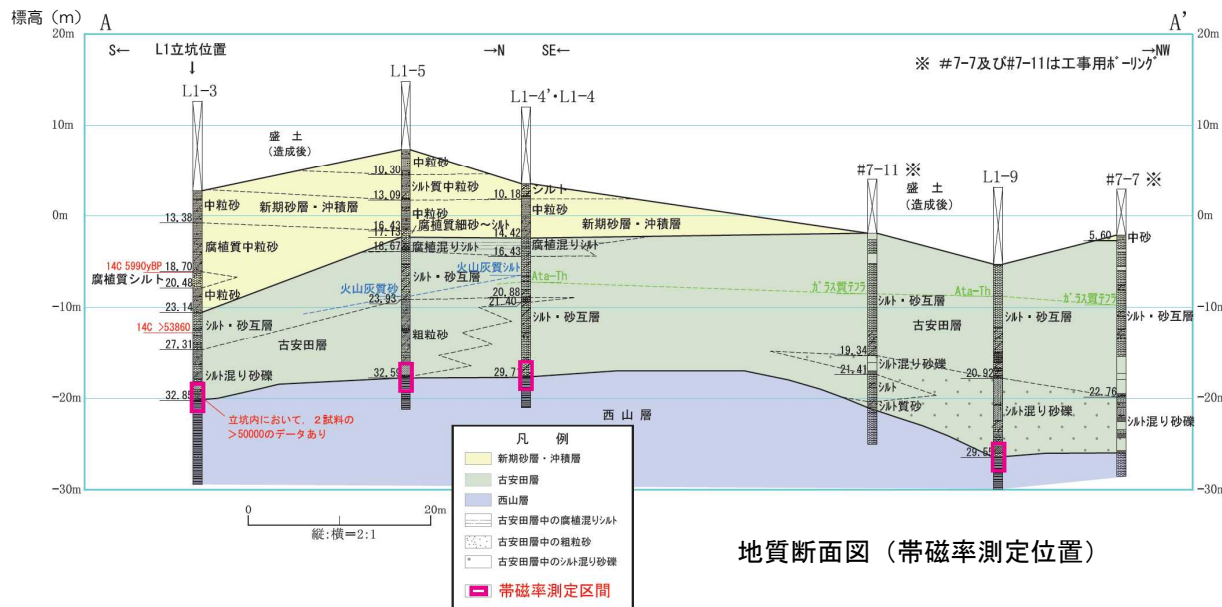 標高（m）
A
A'
20m
10m
0m
-10m
-20m
-30m
20m
10m
0m
-10m
-20m
-30m
S←
L1立坑位置
↓
→N
SE←
→NW
※ #7-7及び#7-11は工事用ボーリング
L1-3
L1-5
L1-4'・L1-4
#7-11 ※
L1-9
#7-7 ※
盛 土
（造成後）
盛 土
（造成後）
中粒砂
13.38
腐植質中粒砂
14C 5990yBP
18.70
腐植質シルト
20.48
中粒砂
23.14
シルト・砂互層
14C >53860
27.31
シルト混り砂礫
32.85
立坑内において，２試料の
>50000のデータあり
新期砂層・沖積層
古安田層
中粒砂
10.30
シルト質中粒砂
13.09
中粒砂
16.43
腐植質細砂～シルト
17.13
18.67
腐植混りシルト
シルト・砂互層
火山灰質砂
23.93
粗粒砂
32.59
シルト
10.18
中粒砂
新期砂層・沖積層
14.42
腐植混りシルト
16.43
火山灰質シルト
Ata-Th
20.88
21.40
シルト・砂互層
29.71
西山層
ガラス質テフラ
シルト・砂互層
古安田層
19.34
シルト混り砂礫
21.41
シルト
シルト質砂
Ata-Th
シルト・砂互層
20.92
シルト混り砂礫
29.55
5.60
中砂
ガラス質テフラ
シルト・砂互層
22.76
シルト混り砂礫
凡 例
新期砂層・沖積層
古安田層
西山層
古安田層中の腐植混りシルト
古安田層中の粗粒砂
古安田層中のシルト混り砂礫
帯磁率測定区間
0
20m
縦:横=2:1
地質断面図（帯磁率測定位置）